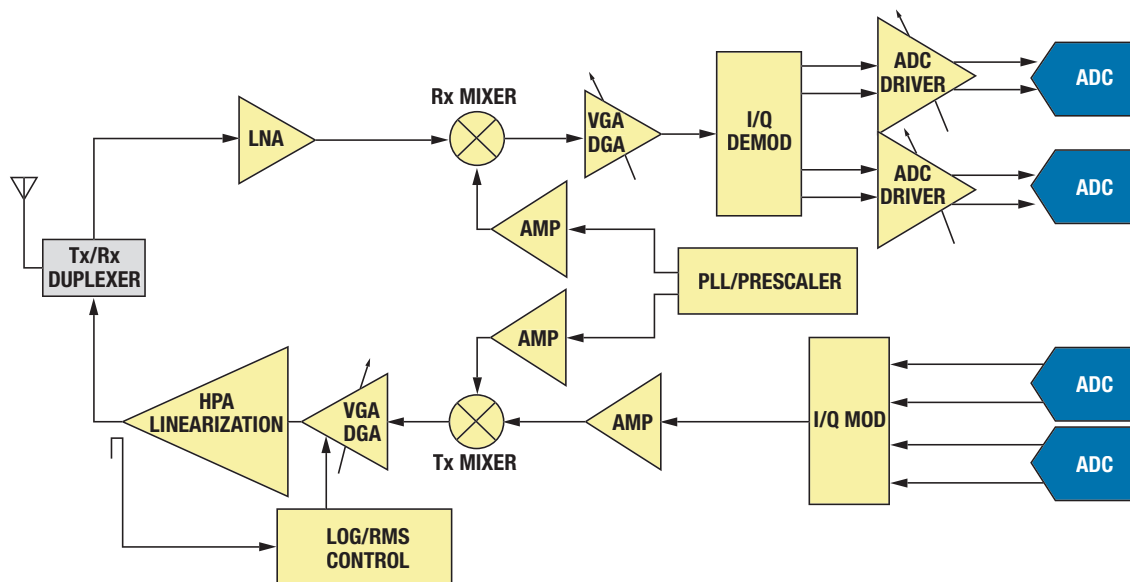 ADC
DRIVER
ADC
Rx MIXER
LNA
VGA
DGA
I/Q
DEMOD
ADC
DRIVER
ADC
AMP
Tx/Rx
DUPLEXER
PLL/PRESCALER
AMP
HPA
LINEARIZATION
VGA
DGA
Tx MIXER
AMP
I/Q MOD
ADC
ADC
LOG/RMS
CONTROL